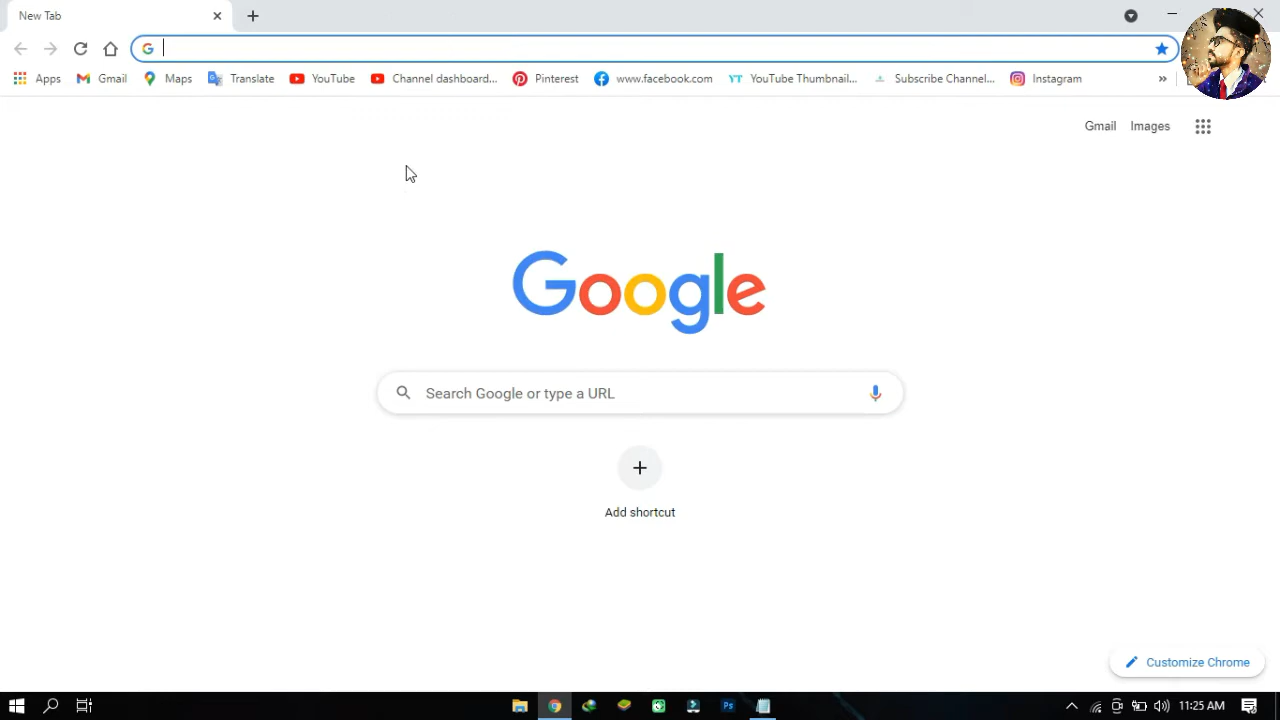 New Tab
Apps Gmail Maps Translate YouTube Channel dashboard... Pinterest www.facebook.com YouTube Thumbnail... Subscribe Channel... Instagram »
Gmail Images
Google
Search Google or type a URL
Add shortcut
Customize Chrome
Ps 11:25 AM